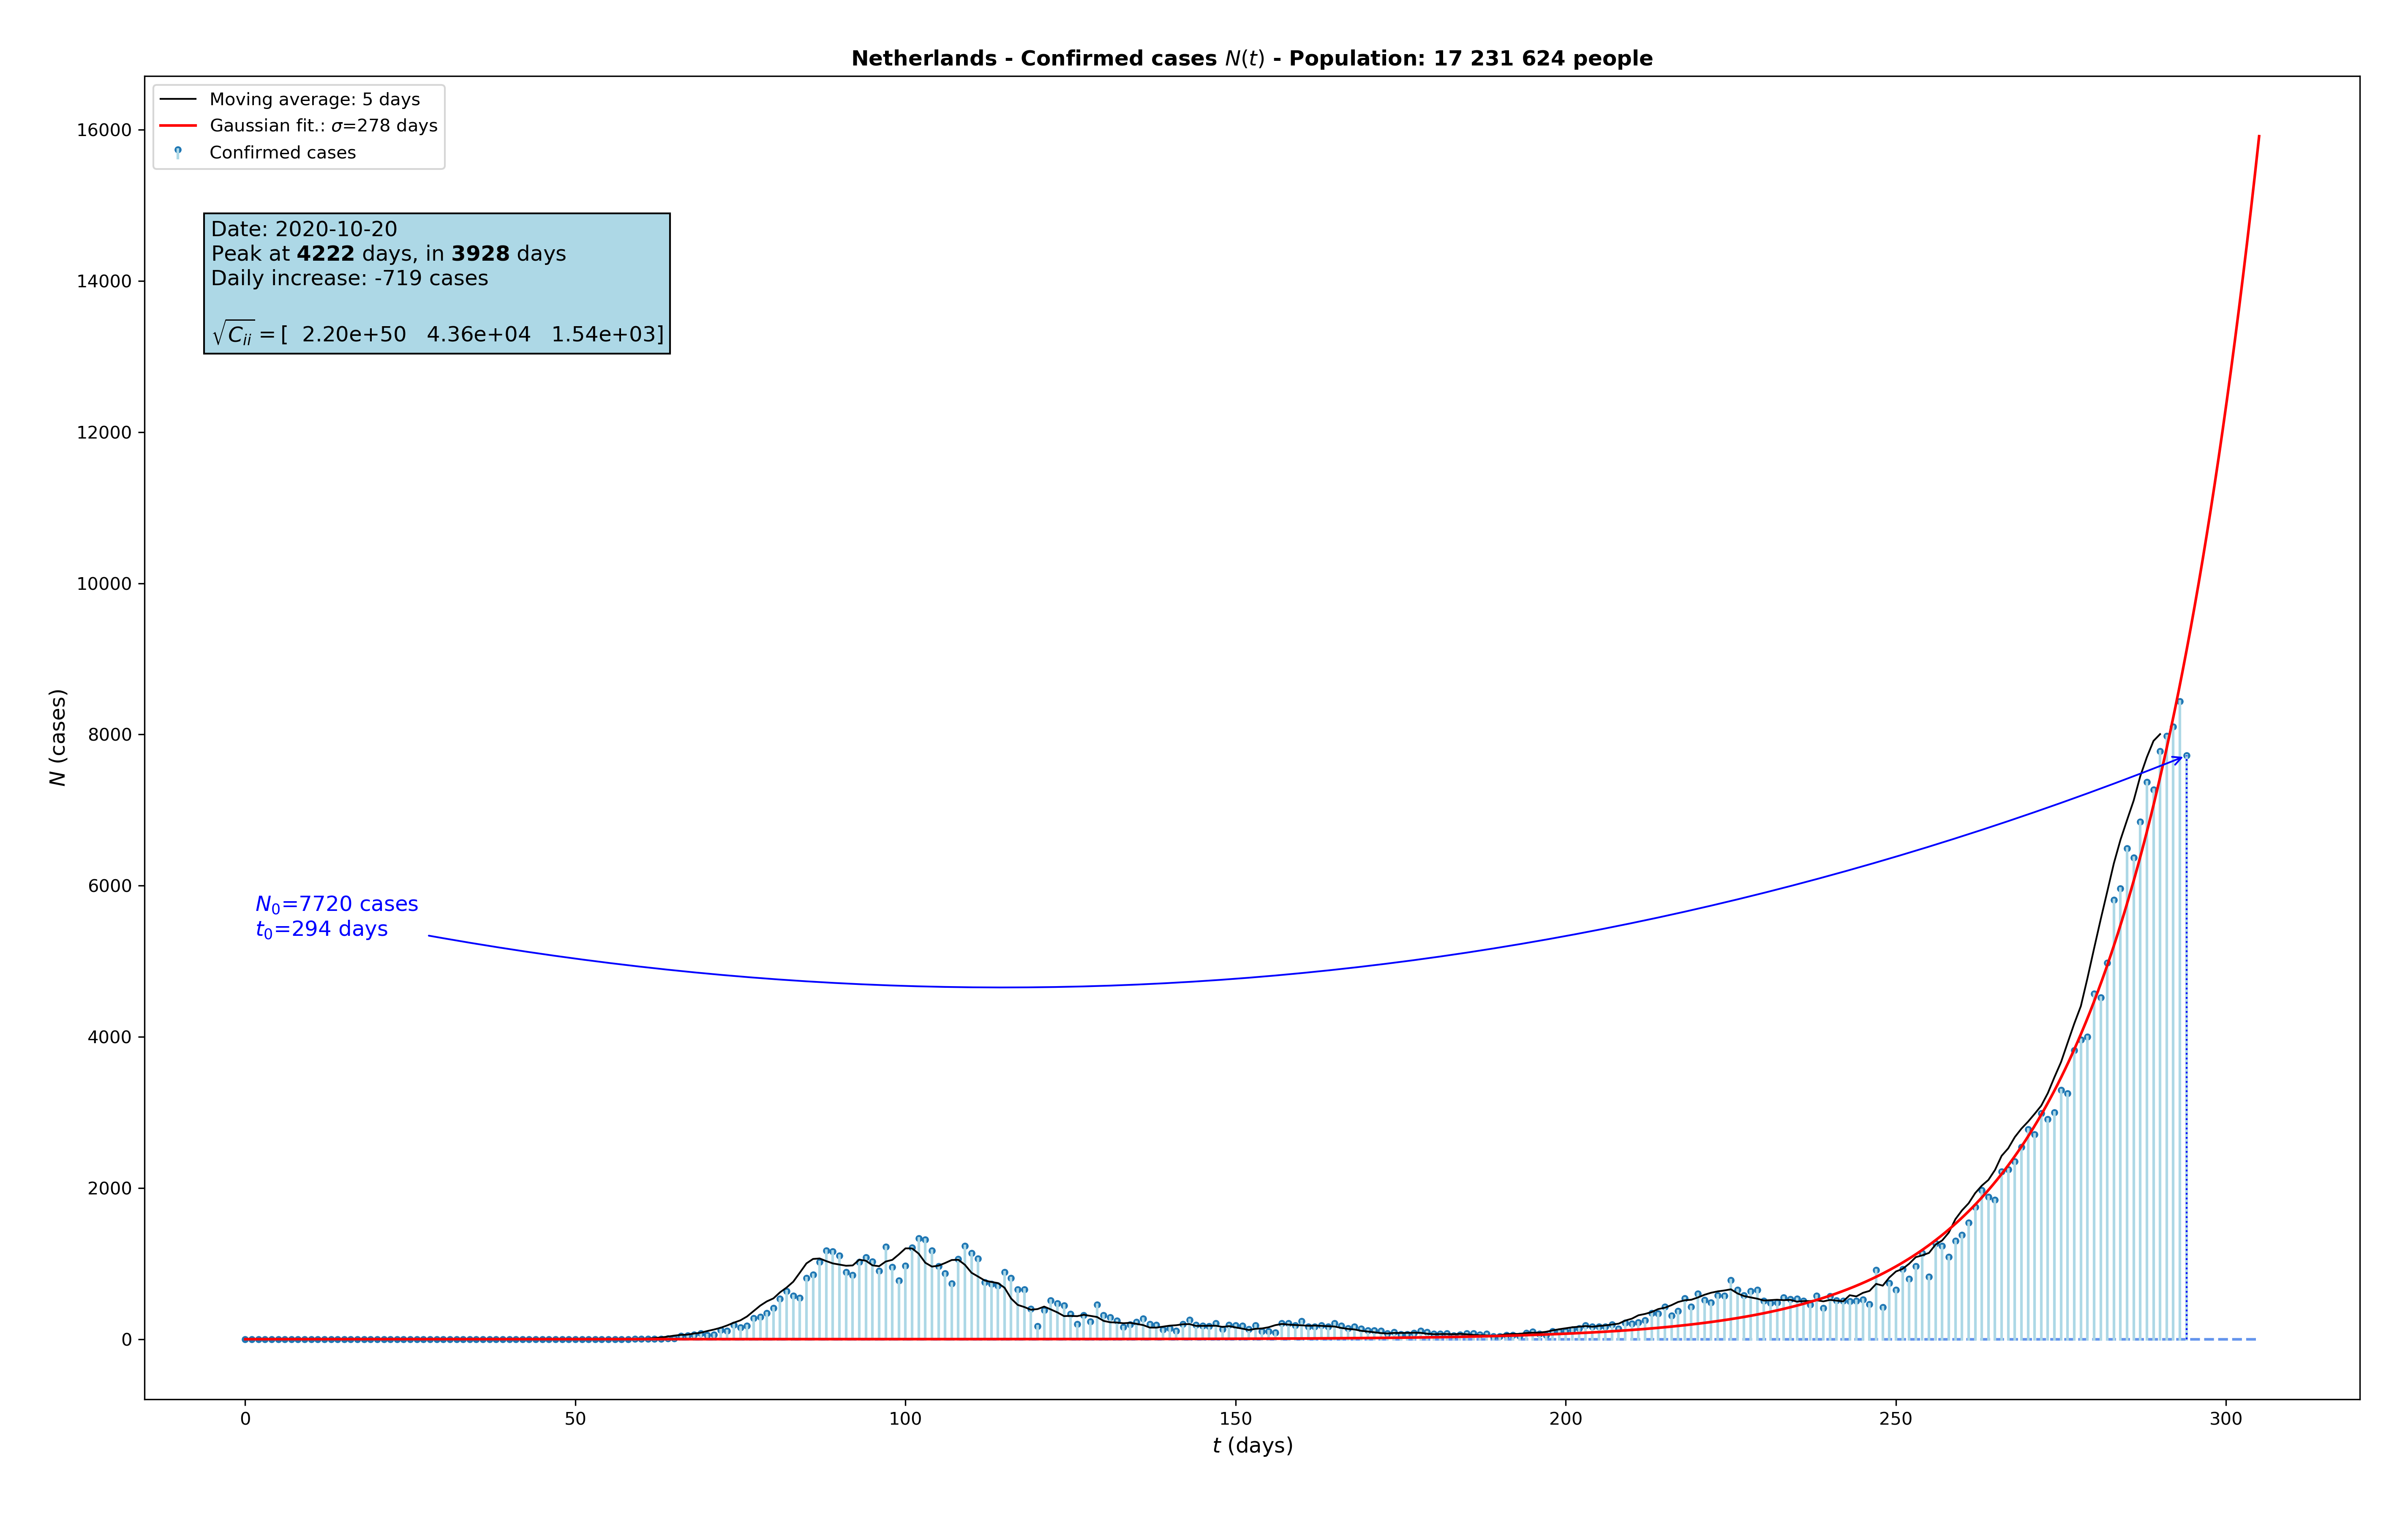 Netherlands - Confirmed cases N(t) - Population: 17 231 624 people
Moving average: 5 days
Gaussian fit.: σ=278 days
Confirmed cases
Date: 2020-10-20
Peak at 4222 days, in 3928 days
Daily increase: -719 cases
√Cii = [ 2.20e+50 4.36e+04 1.54e+03]
N0=7720 cases
t0=294 days
N (cases)
16000
14000
12000
10000
8000
6000
4000
2000
0
0 50 100 150 200 250 300
t (days)